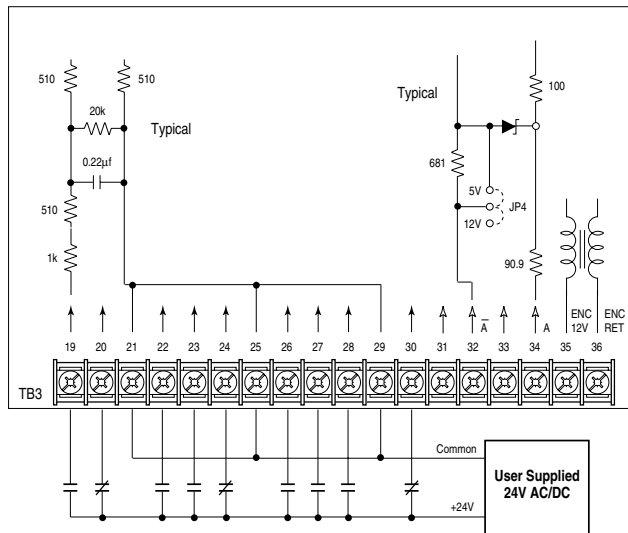 510
510
20k
Typical
0.22µf
510
1k
Typical
100
681
5V
JP4
12V
90.9
ENC
12V
ENC
RET
A
A
19 20 21 22 23 24 25 26 27 28 29 30 31 32 33 34 35 36
TB3
Common
+24V
User Supplied
24V AC/DC